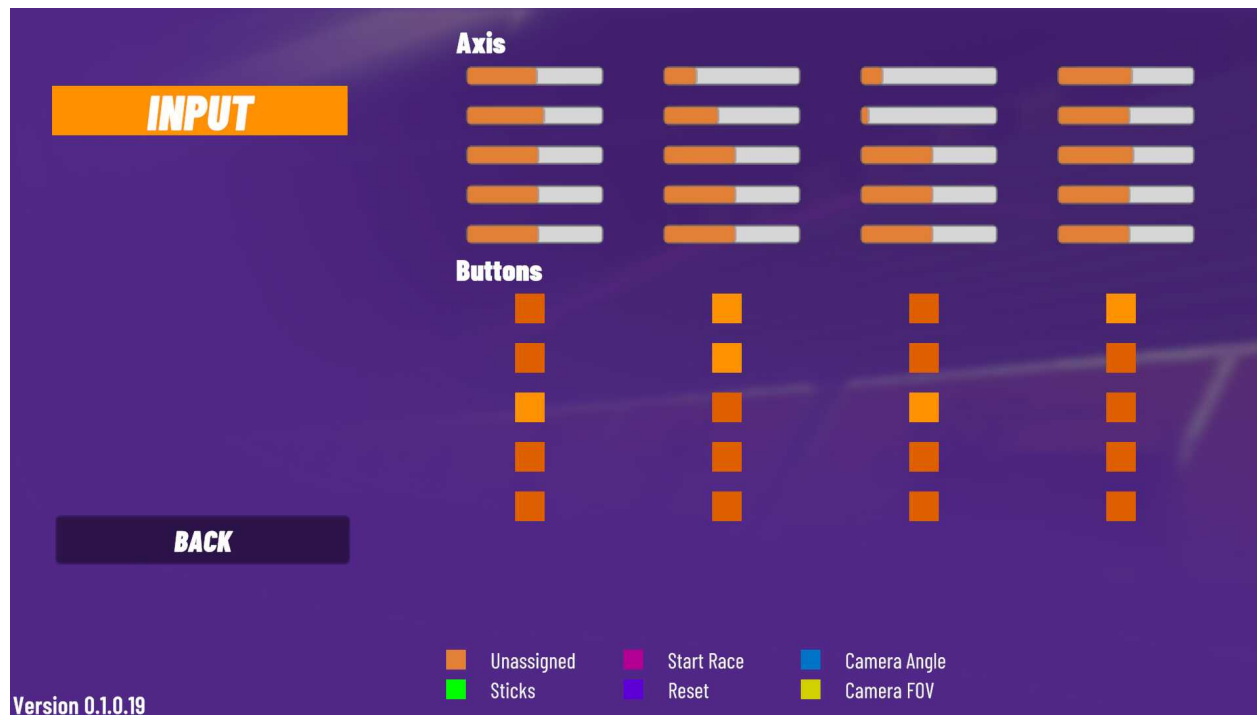 Axis
INPUT
Buttons
BACK
Unassigned
Start Race
Camera Angle
Sticks
Reset
Camera FOV
Version 0.1.0.19